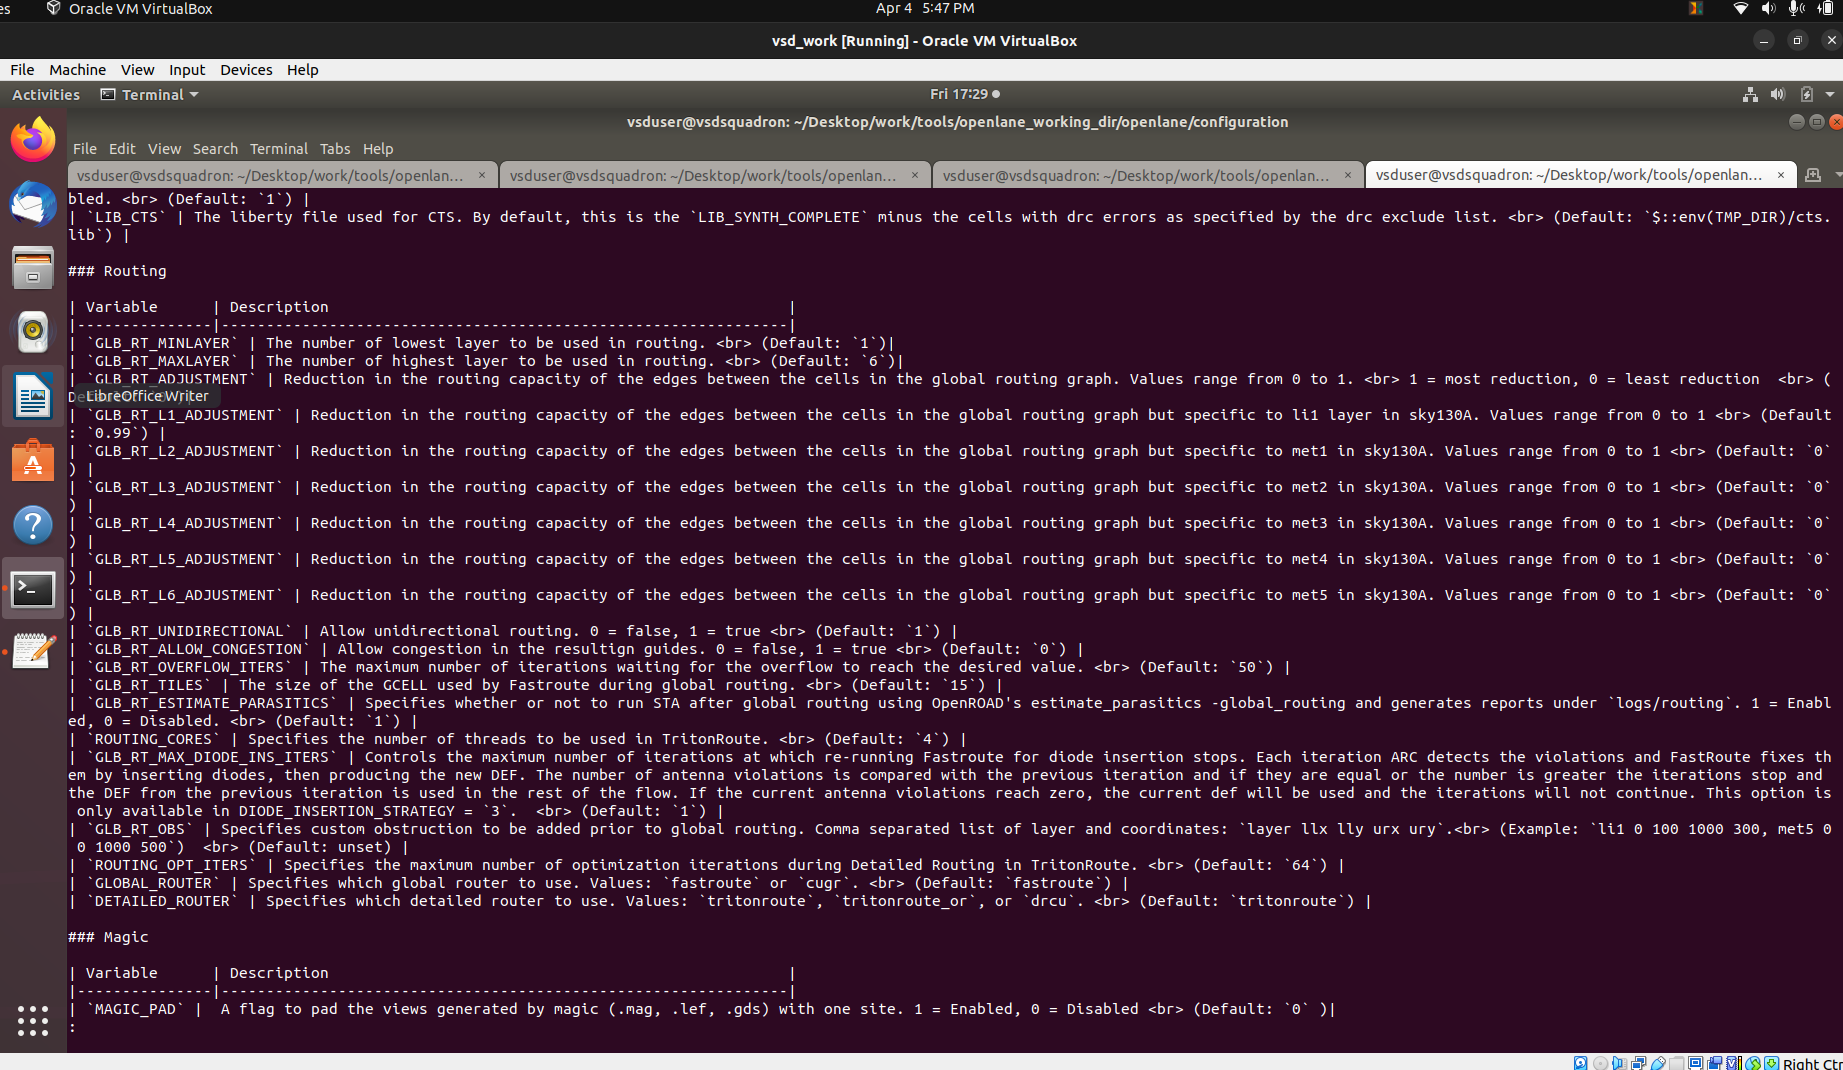 es Oracle VM VirtualBox Apr 4 5:47 PM
vsd_work [Running] - Oracle VM VirtualBox
File Machine View Input Devices Help
Activities Terminal Fri 17:29
vsduser@vsdsquadron: ~/Desktop/work/tools/openlane_working_dir/openlane/configuration
File Edit View Search Terminal Tabs Help
vsduser@vsdsquadron: ~/Desktop/work/tools/openlan... × vsduser@vsdsquadron: ~/Desktop/work/tools/openlan... × vsduser@vsdsquadron: ~/Desktop/work/tools/openlan... × vsduser@vsdsquadron: ~/Desktop/work/tools/openlan... ×
bled. <br> (Default: `1`) |
| `LIB_CTS` | The liberty file used for CTS. By default, this is the `LIB_SYNTH_COMPLETE` minus the cells with drc errors as specified by the drc exclude list. <br> (Default: `$::env(TMP_DIR)/cts.
lib`) |
### Routing
| Variable | Description |
|---------------|---------------------------------------------------------------|
| `GLB_RT_MINLAYER` | The number of lowest layer to be used in routing. <br> (Default: `1`)|
| `GLB_RT_MAXLAYER` | The number of highest layer to be used in routing. <br> (Default: `6`)|
| `GLB_RT_ADJUSTMENT` | Reduction in the routing capacity of the edges between the cells in the global routing graph. Values range from 0 to 1. <br> 1 = most reduction, 0 = least reduction <br> (
LibreOffice Writer
| `GLB_RT_L1_ADJUSTMENT` | Reduction in the routing capacity of the edges between the cells in the global routing graph but specific to li1 layer in sky130A. Values range from 0 to 1 <br> (Default
: `0.99`) |
| `GLB_RT_L2_ADJUSTMENT` | Reduction in the routing capacity of the edges between the cells in the global routing graph but specific to met1 in sky130A. Values range from 0 to 1 <br> (Default: `0`
) |
| `GLB_RT_L3_ADJUSTMENT` | Reduction in the routing capacity of the edges between the cells in the global routing graph but specific to met2 in sky130A. Values range from 0 to 1 <br> (Default: `0`
) |
| `GLB_RT_L4_ADJUSTMENT` | Reduction in the routing capacity of the edges between the cells in the global routing graph but specific to met3 in sky130A. Values range from 0 to 1 <br> (Default: `0`
) |
| `GLB_RT_L5_ADJUSTMENT` | Reduction in the routing capacity of the edges between the cells in the global routing graph but specific to met4 in sky130A. Values range from 0 to 1 <br> (Default: `0`
) |
| `GLB_RT_L6_ADJUSTMENT` | Reduction in the routing capacity of the edges between the cells in the global routing graph but specific to met5 in sky130A. Values range from 0 to 1 <br> (Default: `0`
) |
| `GLB_RT_UNIDIRECTIONAL` | Allow unidirectional routing. 0 = false, 1 = true <br> (Default: `1`) |
| `GLB_RT_ALLOW_CONGESTION` | Allow congestion in the resultign guides. 0 = false, 1 = true <br> (Default: `0`) |
| `GLB_RT_OVERFLOW_ITERS` | The maximum number of iterations waiting for the overflow to reach the desired value. <br> (Default: `50`) |
| `GLB_RT_TILES` | The size of the GCELL used by Fastroute during global routing. <br> (Default: `15`) |
| `GLB_RT_ESTIMATE_PARASITICS` | Specifies whether or not to run STA after global routing using OpenROAD's estimate_parasitics -global_routing and generates reports under `logs/routing`. 1 = Enabl
ed, 0 = Disabled. <br> (Default: `1`) |
| `ROUTING_CORES` | Specifies the number of threads to be used in TritonRoute. <br> (Default: `4`) |
| `GLB_RT_MAX_DIODE_INS_ITERS` | Controls the maximum number of iterations at which re-running Fastroute for diode insertion stops. Each iteration ARC detects the violations and FastRoute fixes th
em by inserting diodes, then producing the new DEF. The number of antenna violations is compared with the previous iteration and if they are equal or the number is greater the iterations stop and
the DEF from the previous iteration is used in the rest of the flow. If the current antenna violations reach zero, the current def will be used and the iterations will not continue. This option is
only available in DIODE_INSERTION_STRATEGY = `3`. <br> (Default: `1`) |
| `GLB_RT_OBS` | Specifies custom obstruction to be added prior to global routing. Comma separated list of layer and coordinates: `layer llx lly urx ury`.<br> (Example: `li1 0 100 1000 300, met5 0
0 1000 500`) <br> (Default: unset) |
| `ROUTING_OPT_ITERS` | Specifies the maximum number of optimization iterations during Detailed Routing in TritonRoute. <br> (Default: `64`) |
| `GLOBAL_ROUTER` | Specifies which global router to use. Values: `fastroute` or `cugr`. <br> (Default: `fastroute`) |
| `DETAILED_ROUTER` | Specifies which detailed router to use. Values: `tritonroute`, `tritonroute_or`, or `drcu`. <br> (Default: `tritonroute`) |
### Magic
| Variable | Description |
|---------------|---------------------------------------------------------------|
| `MAGIC_PAD` | A flag to pad the views generated by magic (.mag, .lef, .gds) with one site. 1 = Enabled, 0 = Disabled <br> (Default: `0` )|
:
Right Ctr